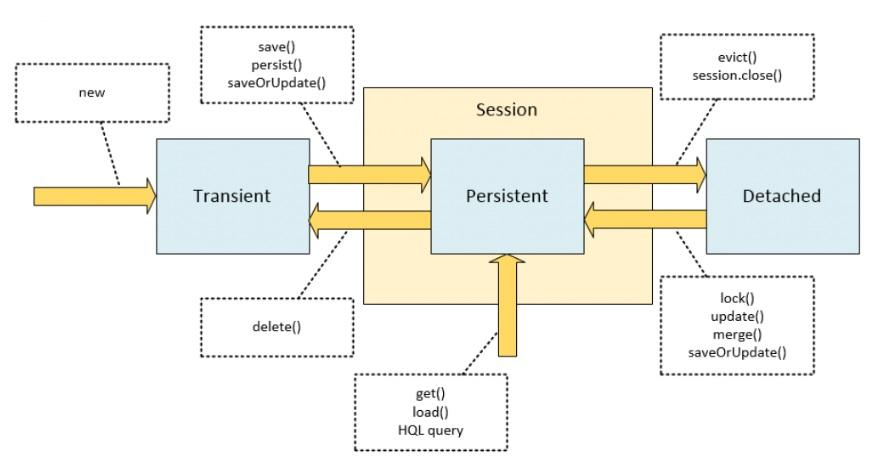 save()
persist()
saveOrUpdate()
evict()
session.close()
new
Session
Transient
Persistent
Detached
delete()
lock()
update()
merge()
saveOrUpdate()
get()
load()
HQL query